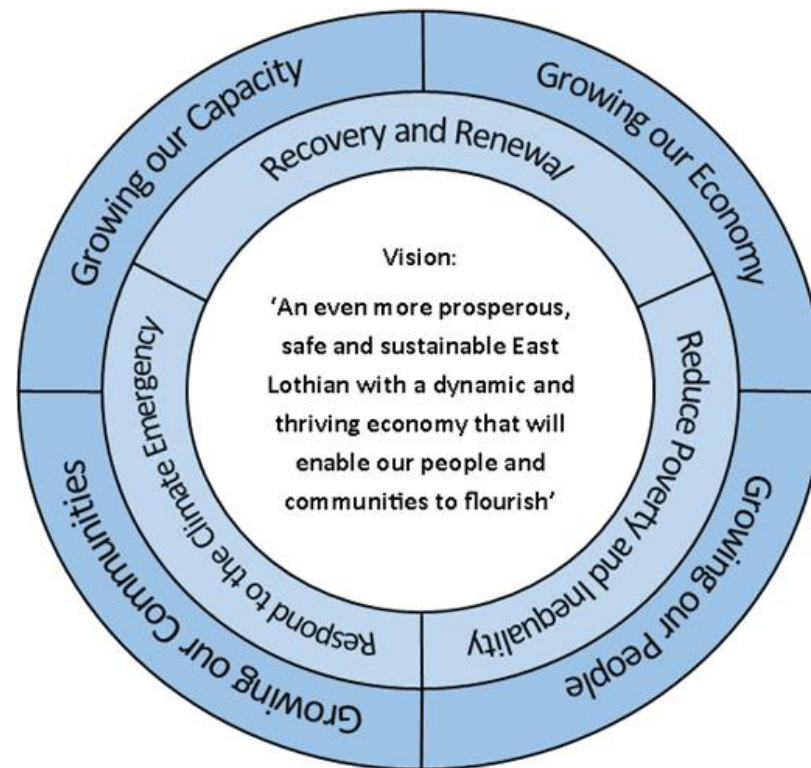 Growing our Capacity
Growing our Economy
Growing our People
Growing our Communities
Recovery and Renewal
Reduce Poverty and Inequality
Respond to the Climate Emergency
Vision:
‘An even more prosperous,
safe and sustainable East
Lothian with a dynamic and
thriving economy that will
enable our people and
communities to flourish’